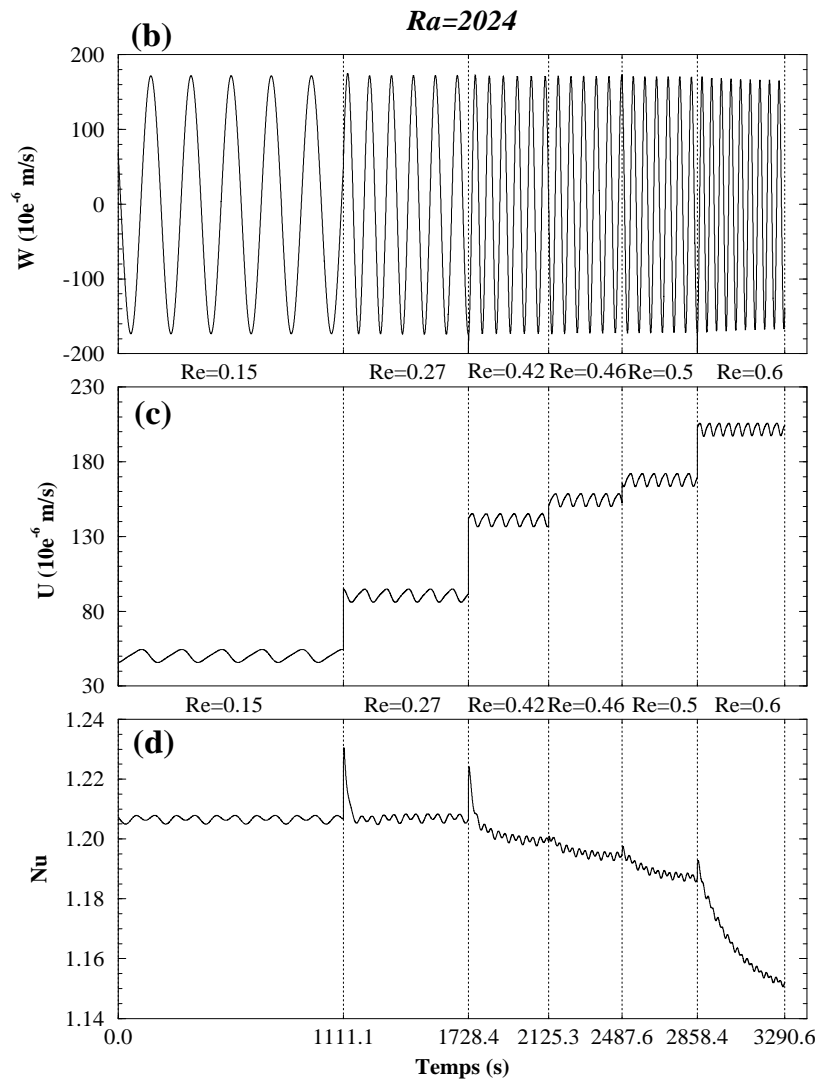 Ra=2024
(b)
200
100
0
-100
-200
W (10e⁻⁶ m/s)
Re=0.15 Re=0.27 Re=0.42 Re=0.46 Re=0.5 Re=0.6
(c)
230
180
130
80
30
U (10e⁻⁶ m/s)
Re=0.15 Re=0.27 Re=0.42 Re=0.46 Re=0.5 Re=0.6
(d)
1.24
1.22
1.20
1.18
1.16
1.14
Nu
0.0 1111.1 1728.4 2125.3 2487.6 2858.4 3290.6
Temps (s)